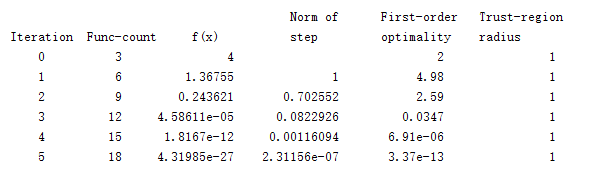 Norm of First-order Trust-region
Iteration Func-count f(x) step optimality radius
0 3 4 2 1
1 6 1.36755 1 4.98 1
2 9 0.243621 0.702552 2.59 1
3 12 4.58611e-05 0.0822926 0.0347 1
4 15 1.8167e-12 0.00116094 6.91e-06 1
5 18 4.31985e-27 2.31156e-07 3.37e-13 1